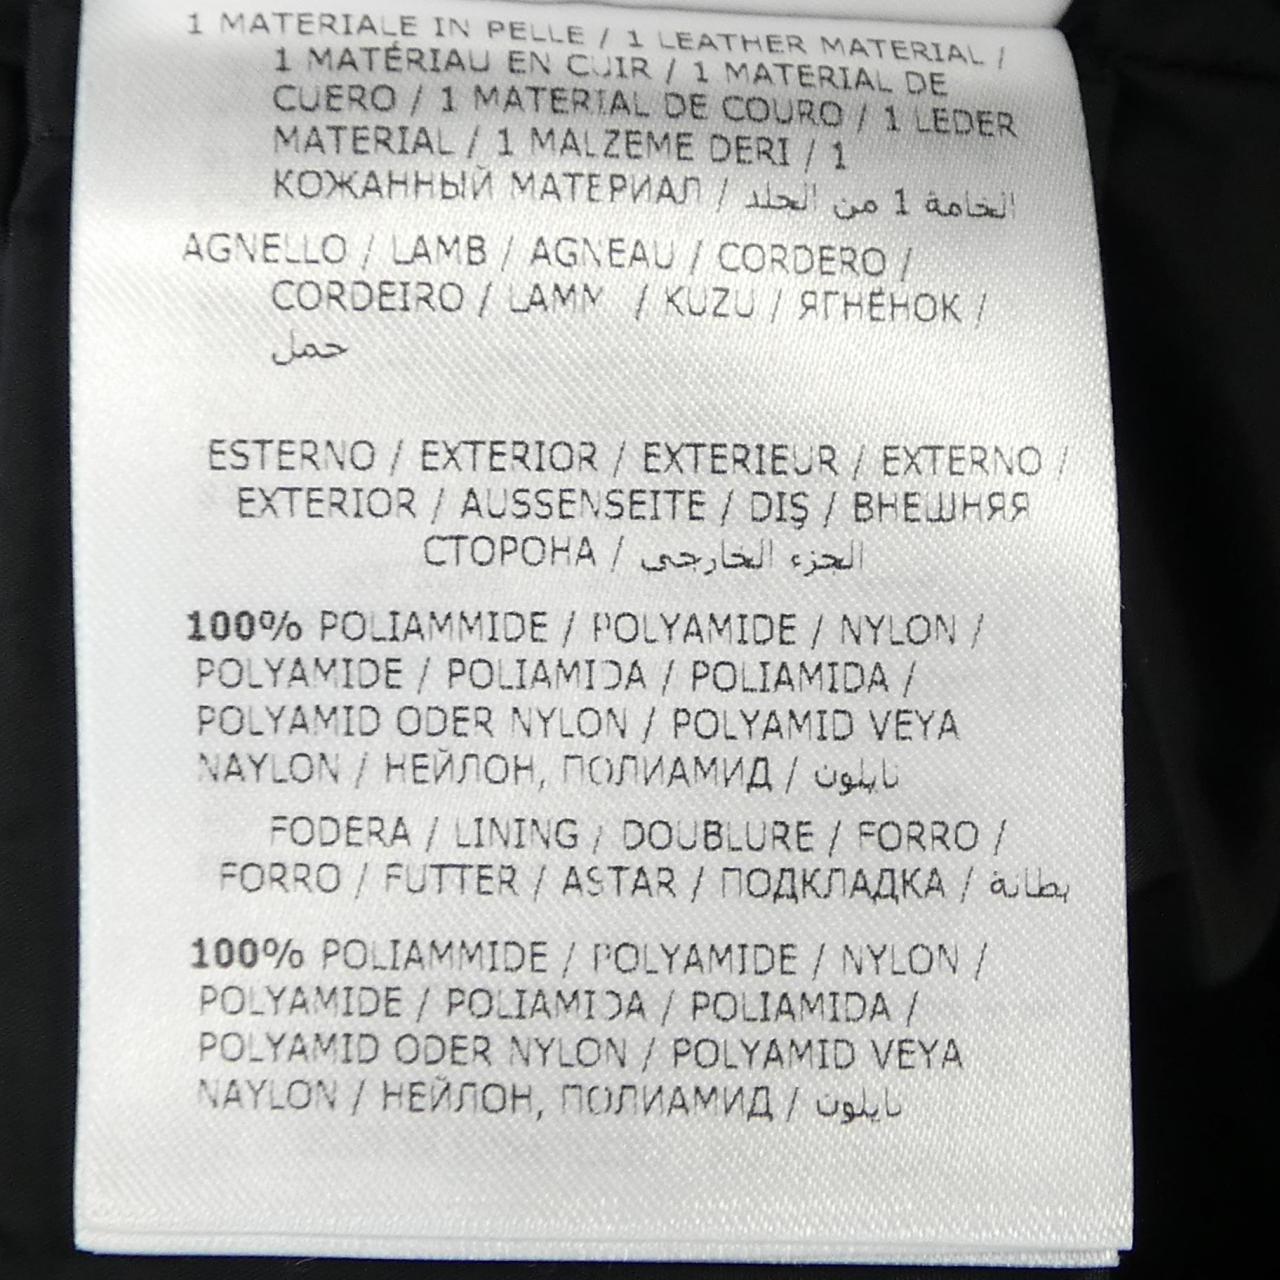 1 MATERIALE IN PELLE / 1 LEATHER MATERIAL /
1 MATÉRIAU EN CUIR / 1 MATERIAL DE
CUERO / 1 MATERIAL DE COURO / 1 LEDER
MATERIAL / 1 MALZEME DERI / 1
КОЖАННЫЙ МАТЕРИАЛ / الخامة 1 من الجلد
AGNELLO / LAMB / AGNEAU / CORDERO /
CORDEIRO / LAMM / KUZU / ЯГНЁНОК /
حمل
ESTERNO / EXTERIOR / EXTERIEUR / EXTERNO /
EXTERIOR / AUSSENSEITE / DIŞ / ВНЕШНЯЯ
СТОРОНА / الجزء الخارجي
100% POLIAMMIDE / POLYAMIDE / NYLON /
POLYAMIDE / POLIAMIDA / POLIAMIDA /
POLYAMID ODER NYLON / POLYAMID VEYA
NAYLON / НЕЙЛОН, ПОЛИАМИД / نايلون
FODERA / LINING / DOUBLURE / FORRO /
FORRO / FUTTER / ASTAR / ПОДКЛАДКА / بطانة
100% POLIAMMIDE / POLYAMIDE / NYLON /
POLYAMIDE / POLIAMIDA / POLIAMIDA /
POLYAMID ODER NYLON / POLYAMID VEYA
NAYLON / НЕЙЛОН, ПОЛИАМИД / نايلون